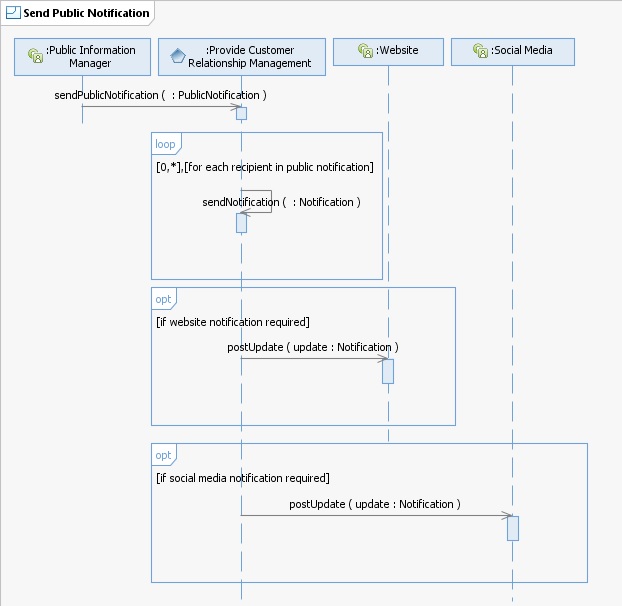 Send Public Notification
:Public Information
Manager
:Provide Customer
Relationship Management
:Website
:Social Media
sendPublicNotification ( : PublicNotification )
loop
[0,*],[for each recipient in public notification]
sendNotification ( : Notification )
opt
[if website notification required]
postUpdate ( update : Notification )
opt
[if social media notification required]
postUpdate ( update : Notification )